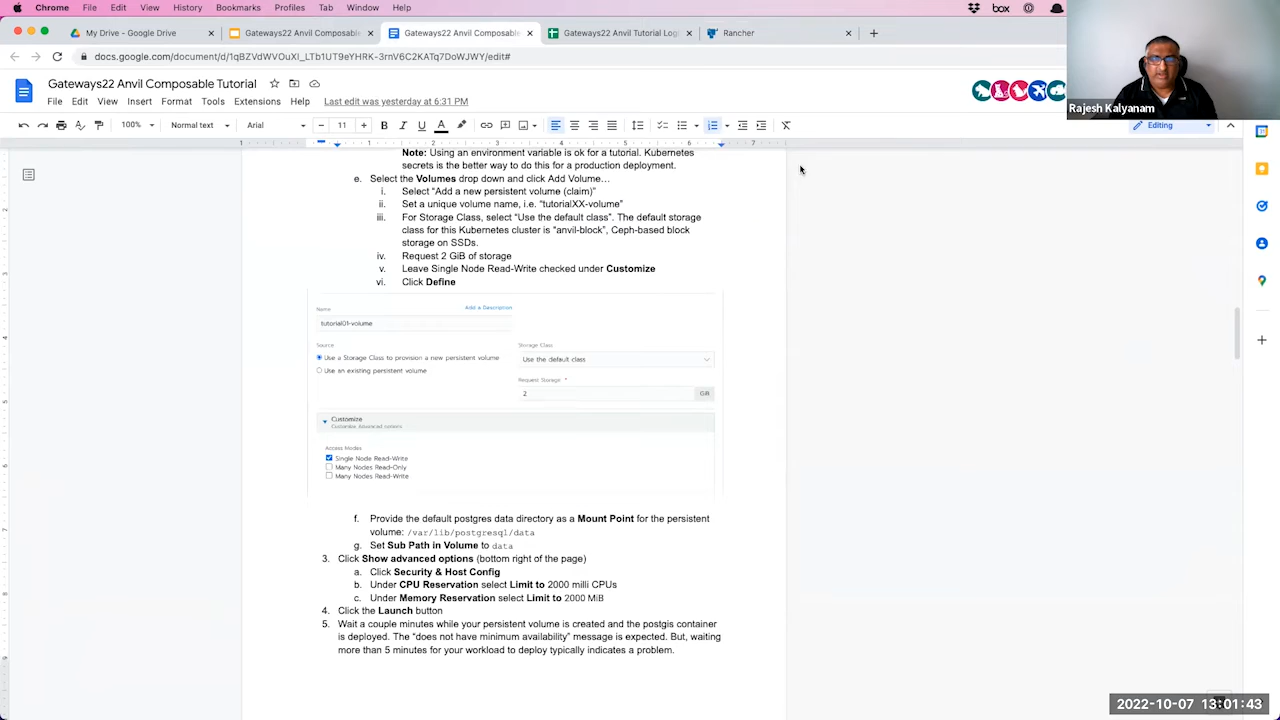 Chrome File Edit View History Bookmarks Profiles Tab Window Help box
My Drive - Google Drive
Gateways22 Anvil Composable
Gateways22 Anvil Composable
Gateways22 Anvil Tutorial Logi
Rancher
docs.google.com/document/d/1qBZVdWVOuXI_LTb1UT9eYHRK-3rnV6C2KATq7DoWJWY/edit#
Gateways22 Anvil Composable Tutorial
File Edit View Insert Format Tools Extensions Help Last edit was yesterday at 6:31 PM
100% Normal text Arial 11 Editing
Rajesh Kalyanam
Note: Using an environment variable is ok for a tutorial. Kubernetes
secrets is the better way to do this for a production deployment.
e. Select the Volumes drop down and click Add Volume…
i. Select “Add a new persistent volume (claim)”
ii. Set a unique volume name, i.e. “tutorialXX-volume”
iii. For Storage Class, select “Use the default class”. The default storage
class for this Kubernetes cluster is “anvil-block”, Ceph-based block
storage on SSDs.
iv. Request 2 GiB of storage
v. Leave Single Node Read-Write checked under Customize
vi. Click Define
Name Add a Description
tutorial01-volume
Source Storage Class
Use a Storage Class to provision a new persistent volume Use the default class
Use an existing persistent volume
Request Storage *
2 GiB
Customize
Customize advanced options
Access Modes
Single Node Read-Write
Many Nodes Read-Only
Many Nodes Read-Write
f. Provide the default postgres data directory as a Mount Point for the persistent
volume: /var/lib/postgresql/data
g. Set Sub Path in Volume to data
3. Click Show advanced options (bottom right of the page)
a. Click Security & Host Config
b. Under CPU Reservation select Limit to 2000 milli CPUs
c. Under Memory Reservation select Limit to 2000 MiB
4. Click the Launch button
5. Wait a couple minutes while your persistent volume is created and the postgis container
is deployed. The “does not have minimum availability” message is expected. But, waiting
more than 5 minutes for your workload to deploy typically indicates a problem.
2022-10-07 13:01:43